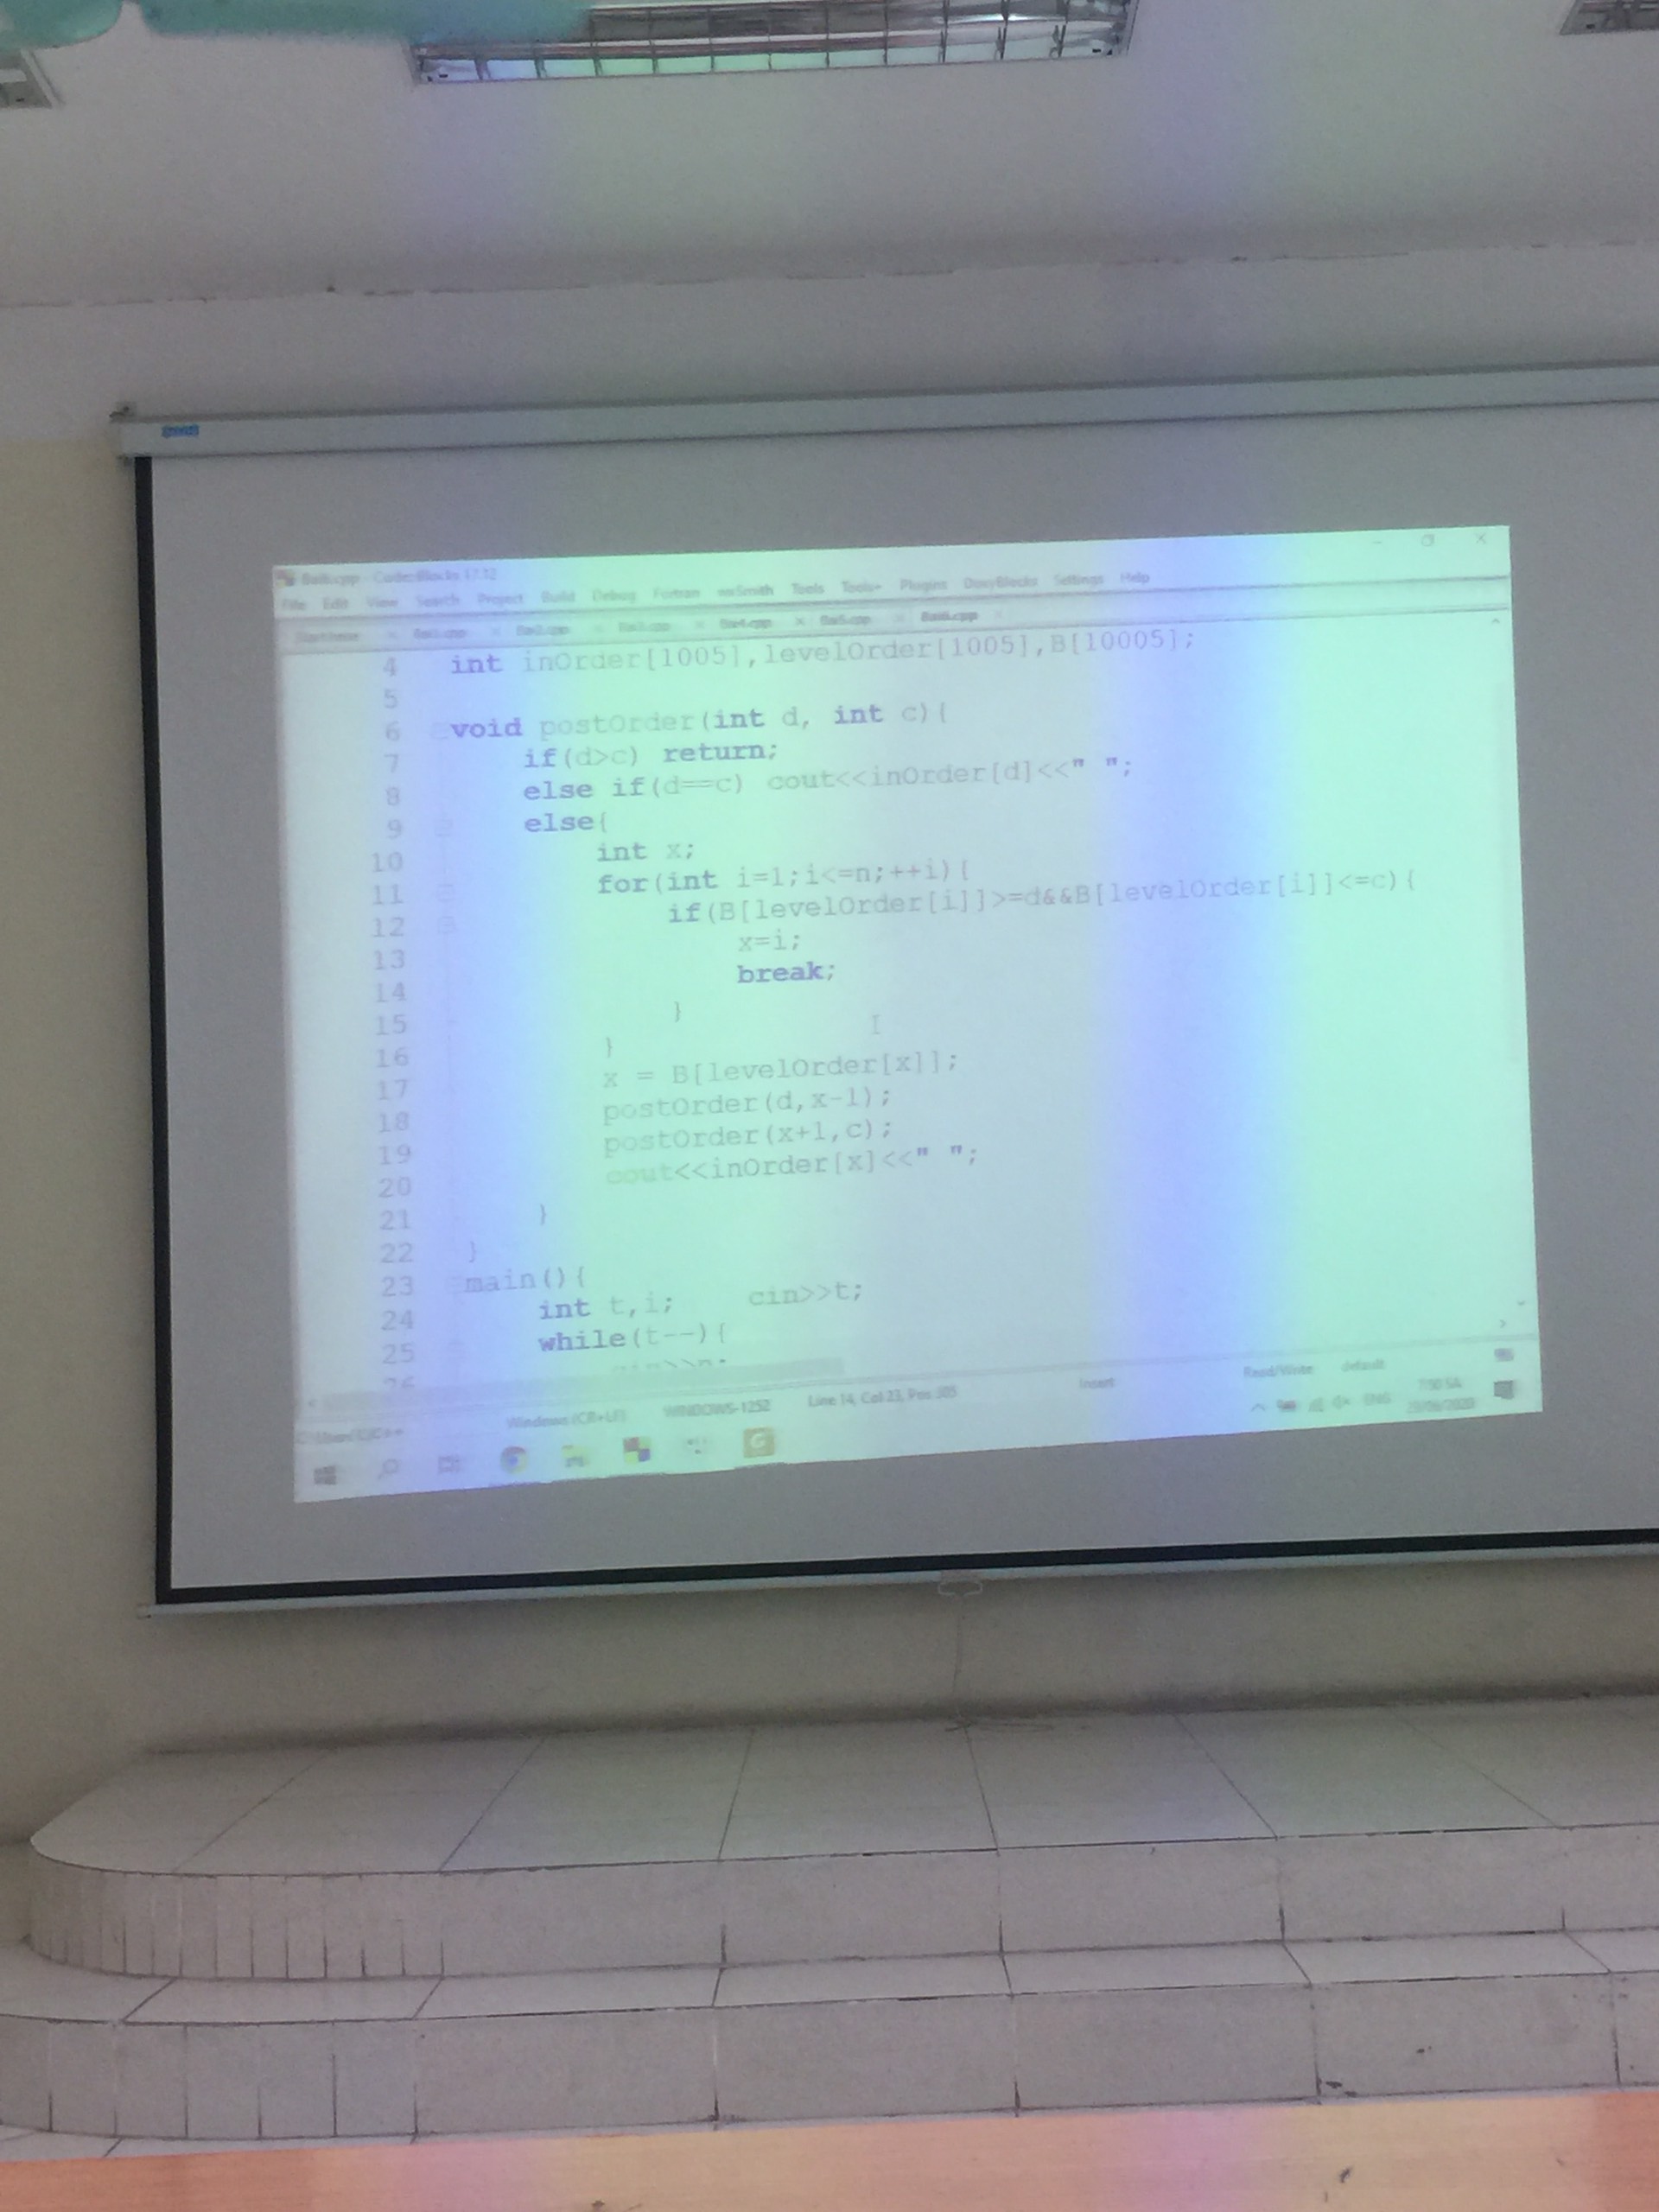 Bai6.cpp - Code::Blocks 17.12
File Edit View Search Project Build Debug Fortran wxSmith Tools Tools+ Plugins DoxyBlocks Settings Help
Start here Bai1.cpp Bai2.cpp Bai3.cpp Bai4.cpp Bai5.cpp Bai6.cpp
4 int inOrder[1005],levelOrder[1005],B[10005];
5
6 void postOrder(int d, int c){
7 if(d>c) return;
8 else if(d==c) cout<<inOrder[d]<<" ";
9 else{
10 int x;
11 for(int i=1;i<=n;++i){
12 if(B[levelOrder[i]]>=d&&B[levelOrder[i]]<=c){
13 x=i;
14 break;
15 }
16 }
17 x = B[levelOrder[x]];
18 postOrder(d,x-1);
19 postOrder(x+1,c);
20 cout<<inOrder[x]<<" ";
21 }
22 }
23 main(){
24 int t,i; cin>>t;
25 while(t--){
26
Windows (CR+LF) WINDOWS-1252 Line 14, Col 23, Pos 305 Insert Read/Write default
ENG